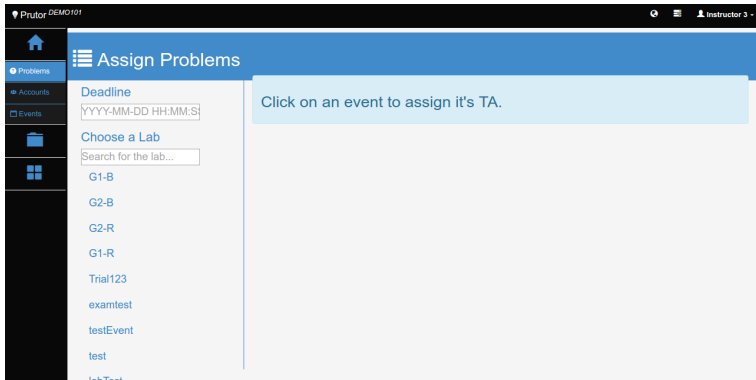 Prutor DEMO101
Instructor 3
Assign Problems
Problems
Accounts
Events
Deadline
YYYY-MM-DD HH:MM:S
Choose a Lab
Search for the lab...
G1-B
G2-B
G2-R
G1-R
Trial123
examtest
testEvent
test
labTest
Click on an event to assign it's TA.